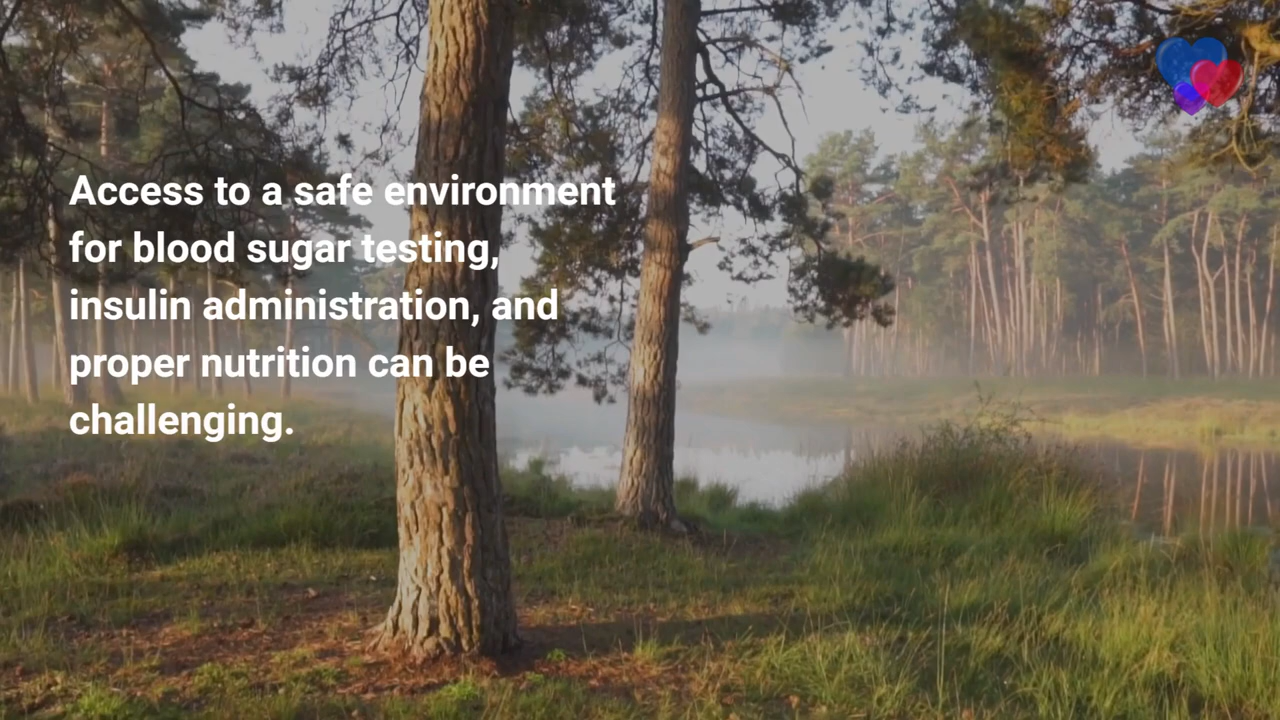 Access to a safe environment
for blood sugar testing,
insulin administration, and
proper nutrition can be
challenging.